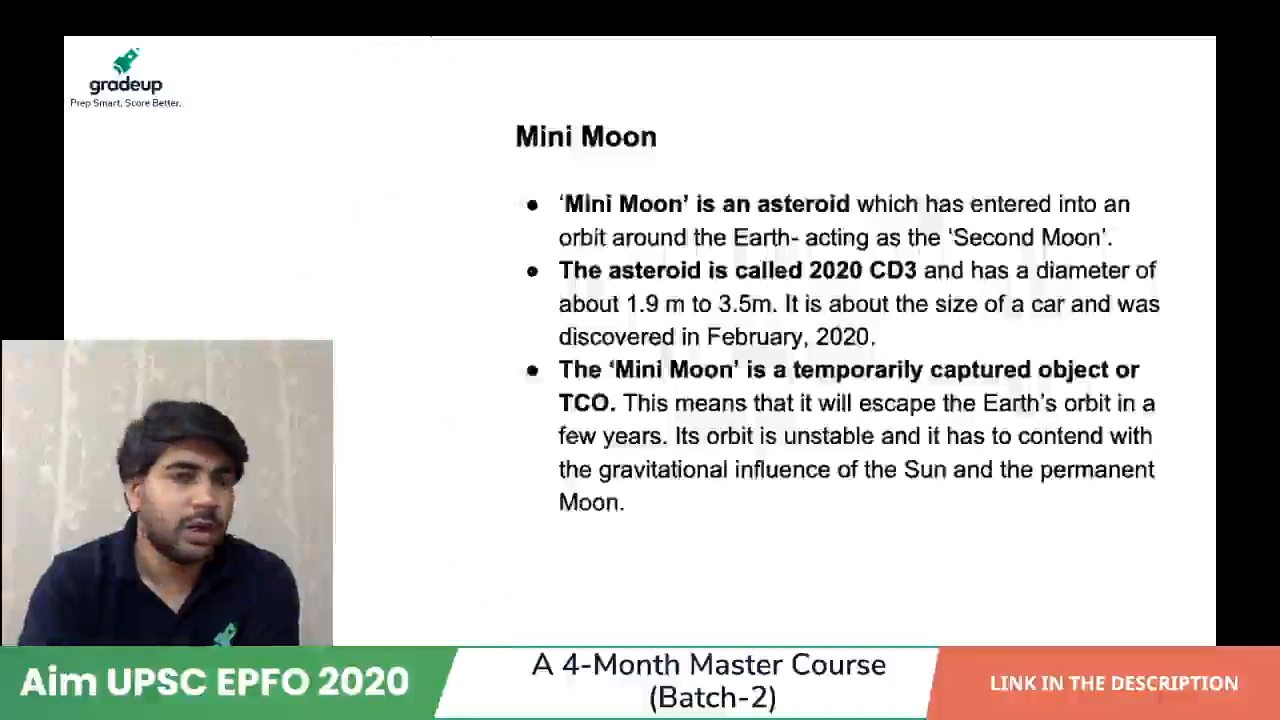 gradeup
Prep Smart, Score Better.
Mini Moon
● ‘Mini Moon’ is an asteroid which has entered into an
orbit around the Earth- acting as the ‘Second Moon’.
● The asteroid is called 2020 CD3 and has a diameter of
about 1.9 m to 3.5m. It is about the size of a car and was
discovered in February, 2020.
● The ‘Mini Moon’ is a temporarily captured object or
TCO. This means that it will escape the Earth’s orbit in a
few years. Its orbit is unstable and it has to contend with
the gravitational influence of the Sun and the permanent
Moon.
Aim UPSC EPFO 2020
A 4-Month Master Course
(Batch-2)
LINK IN THE DESCRIPTION